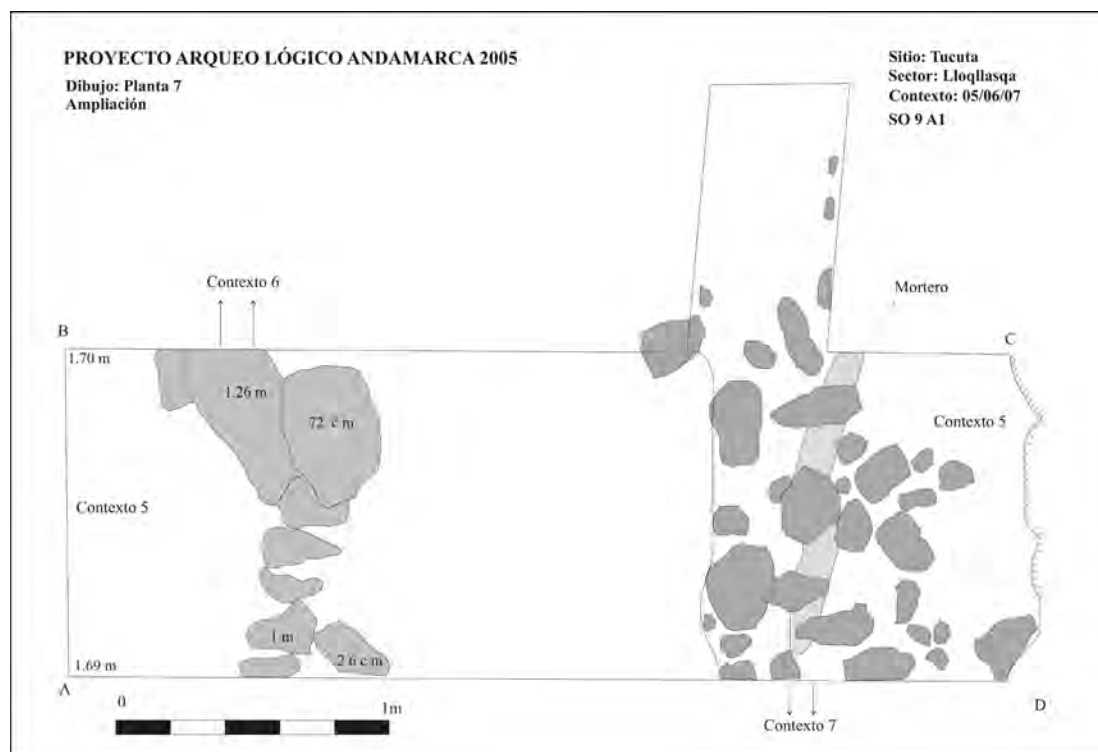 PROYECTO ARQUEO LÓGICO ANDAMARCA 2005
Dibujo: Planta 7
Ampliación
Sitio: Tucuta
Sector: Lloqllasqa
Contexto: 05/06/07
SO 9 A1
Contexto 6
Mortero
B
C
1.70 m
1.26 m
72 c m
Contexto 5
Contexto 5
1 m
2 6 c m
1.69 m
A
D
0
1m
Contexto 7